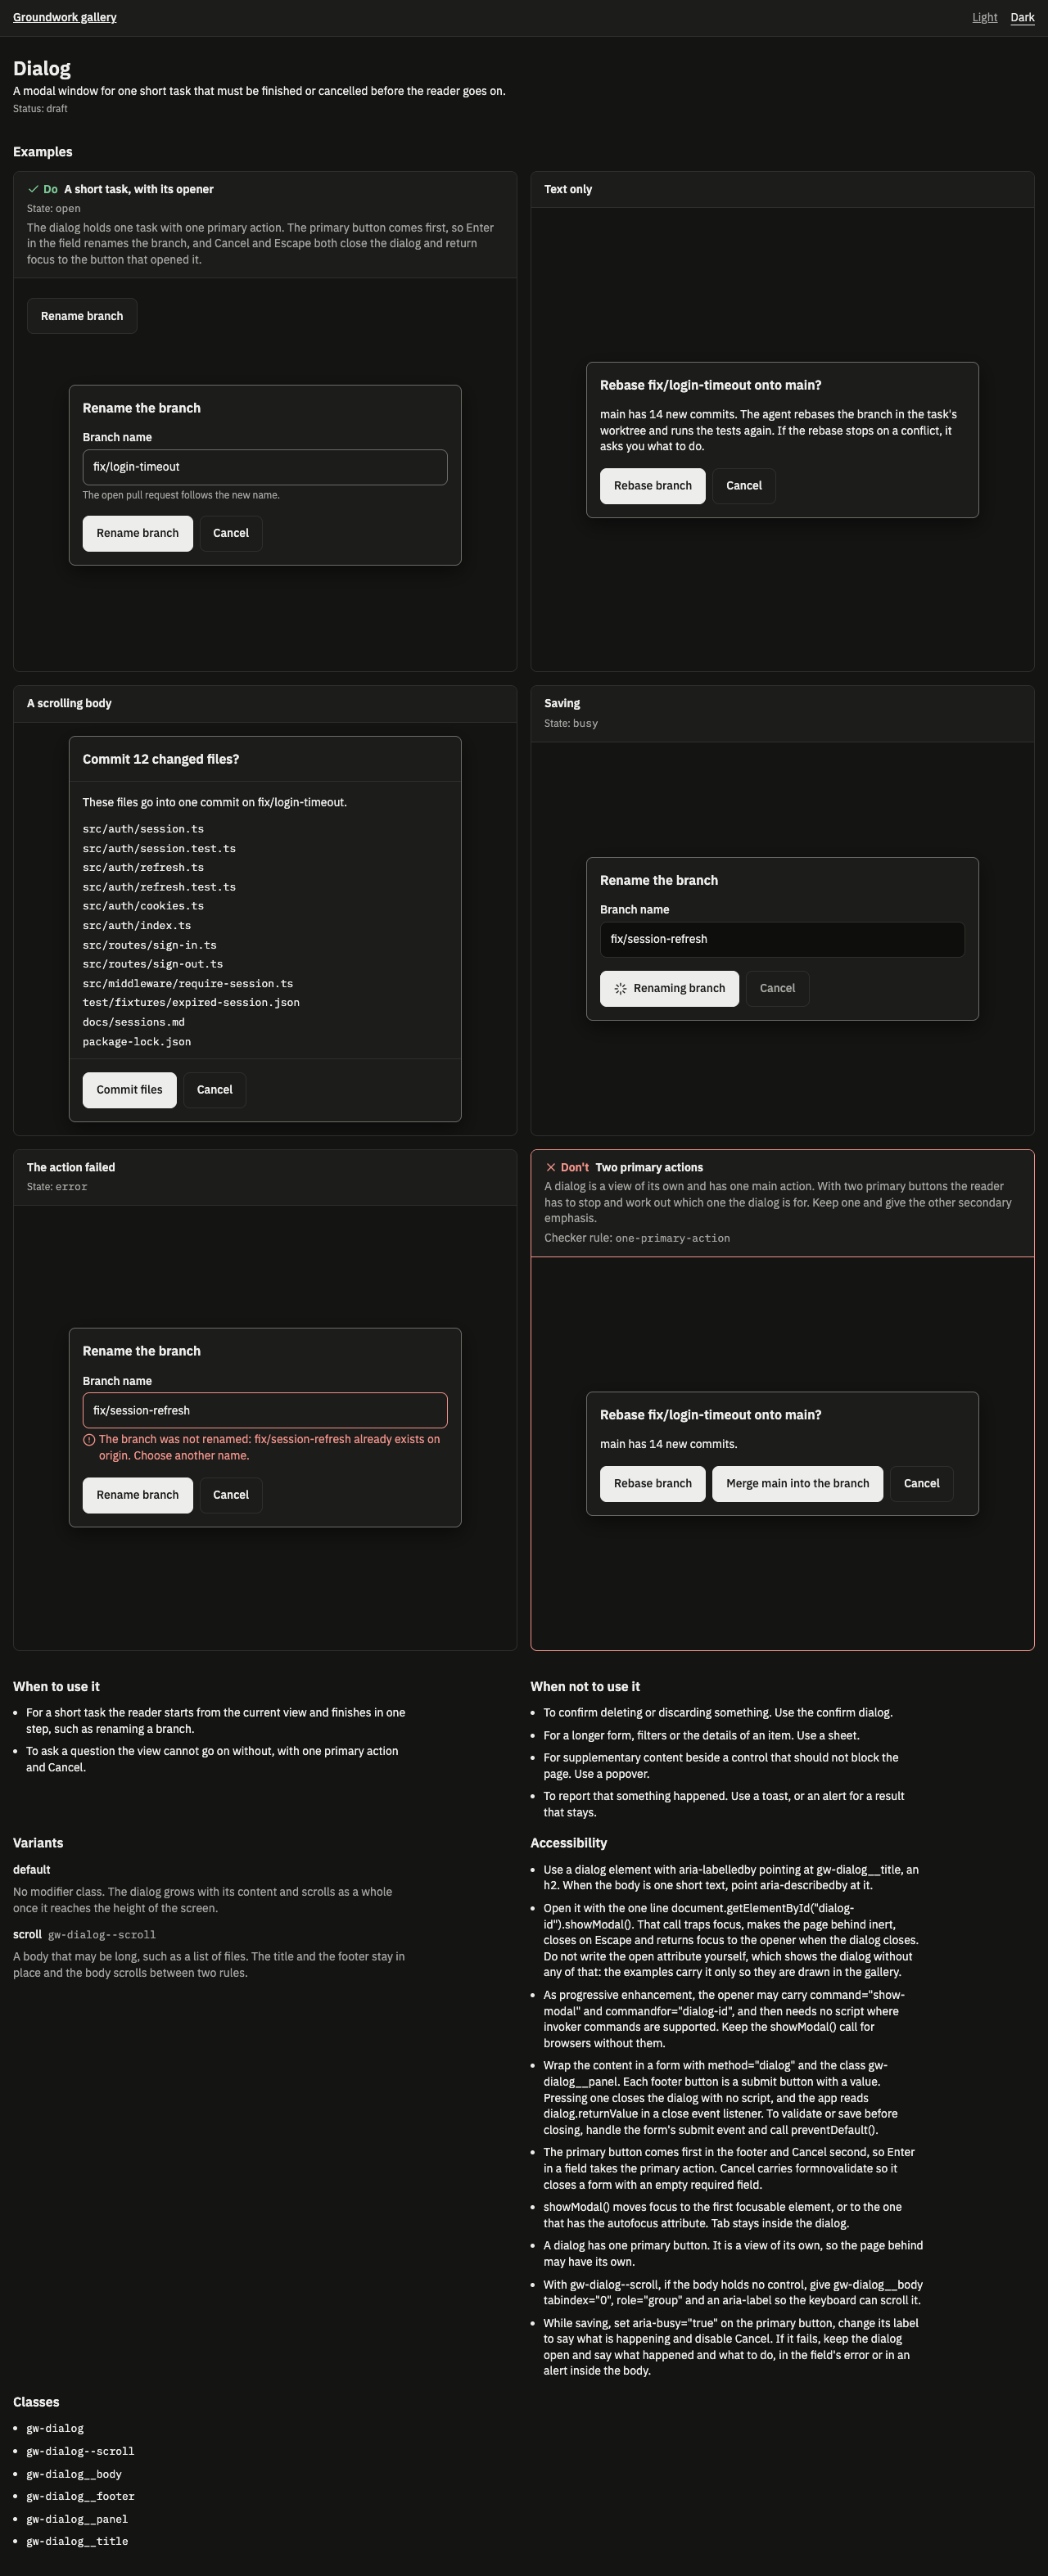 Groundwork gallery
Light Dark
Dialog
A modal window for one short task that must be finished or cancelled before the reader goes on.
Status: draft
Examples
Do A short task, with its opener
State: open
The dialog holds one task with one primary action. The primary button comes first, so Enter
in the field renames the branch, and Cancel and Escape both close the dialog and return
focus to the button that opened it.
Rename branch
Rename the branch
Branch name
fix/login-timeout
The open pull request follows the new name.
Rename branch Cancel
Text only
Rebase fix/login-timeout onto main?
main has 14 new commits. The agent rebases the branch in the task's
worktree and runs the tests again. If the rebase stops on a conflict, it
asks you what to do.
Rebase branch Cancel
A scrolling body
Commit 12 changed files?
These files go into one commit on fix/login-timeout.
src/auth/session.ts
src/auth/session.test.ts
src/auth/refresh.ts
src/auth/refresh.test.ts
src/auth/cookies.ts
src/auth/index.ts
src/routes/sign-in.ts
src/routes/sign-out.ts
src/middleware/require-session.ts
test/fixtures/expired-session.json
docs/sessions.md
package-lock.json
Commit files Cancel
Saving
State: busy
Rename the branch
Branch name
fix/session-refresh
Renaming branch Cancel
The action failed
State: error
Rename the branch
Branch name
fix/session-refresh
The branch was not renamed: fix/session-refresh already exists on
origin. Choose another name.
Rename branch Cancel
Don't Two primary actions
A dialog is a view of its own and has one main action. With two primary buttons the reader
has to stop and work out which one the dialog is for. Keep one and give the other secondary
emphasis.
Checker rule: one-primary-action
Rebase fix/login-timeout onto main?
main has 14 new commits.
Rebase branch Merge main into the branch Cancel
When to use it
For a short task the reader starts from the current view and finishes in one
step, such as renaming a branch.
To ask a question the view cannot go on without, with one primary action
and Cancel.
When not to use it
To confirm deleting or discarding something. Use the confirm dialog.
For a longer form, filters or the details of an item. Use a sheet.
For supplementary content beside a control that should not block the
page. Use a popover.
To report that something happened. Use a toast, or an alert for a result
that stays.
Variants
default
No modifier class. The dialog grows with its content and scrolls as a whole
once it reaches the height of the screen.
scroll gw-dialog--scroll
A body that may be long, such as a list of files. The title and the footer stay in
place and the body scrolls between two rules.
Accessibility
Use a dialog element with aria-labelledby pointing at gw-dialog__title, an
h2. When the body is one short text, point aria-describedby at it.
Open it with the one line document.getElementById("dialog-
id").showModal(). That call traps focus, makes the page behind inert,
closes on Escape and returns focus to the opener when the dialog closes.
Do not write the open attribute yourself, which shows the dialog without
any of that: the examples carry it only so they are drawn in the gallery.
As progressive enhancement, the opener may carry command="show-
modal" and commandfor="dialog-id", and then needs no script where
invoker commands are supported. Keep the showModal() call for
browsers without them.
Wrap the content in a form with method="dialog" and the class gw-
dialog__panel. Each footer button is a submit button with a value.
Pressing one closes the dialog with no script, and the app reads
dialog.returnValue in a close event listener. To validate or save before
closing, handle the form's submit event and call preventDefault().
The primary button comes first in the footer and Cancel second, so Enter
in a field takes the primary action. Cancel carries formnovalidate so it
closes a form with an empty required field.
showModal() moves focus to the first focusable element, or to the one
that has the autofocus attribute. Tab stays inside the dialog.
A dialog has one primary button. It is a view of its own, so the page behind
may have its own.
With gw-dialog--scroll, if the body holds no control, give gw-dialog__body
tabindex="0", role="group" and an aria-label so the keyboard can scroll it.
While saving, set aria-busy="true" on the primary button, change its label
to say what is happening and disable Cancel. If it fails, keep the dialog
open and say what happened and what to do, in the field's error or in an
alert inside the body.
Classes
gw-dialog
gw-dialog--scroll
gw-dialog__body
gw-dialog__footer
gw-dialog__panel
gw-dialog__title